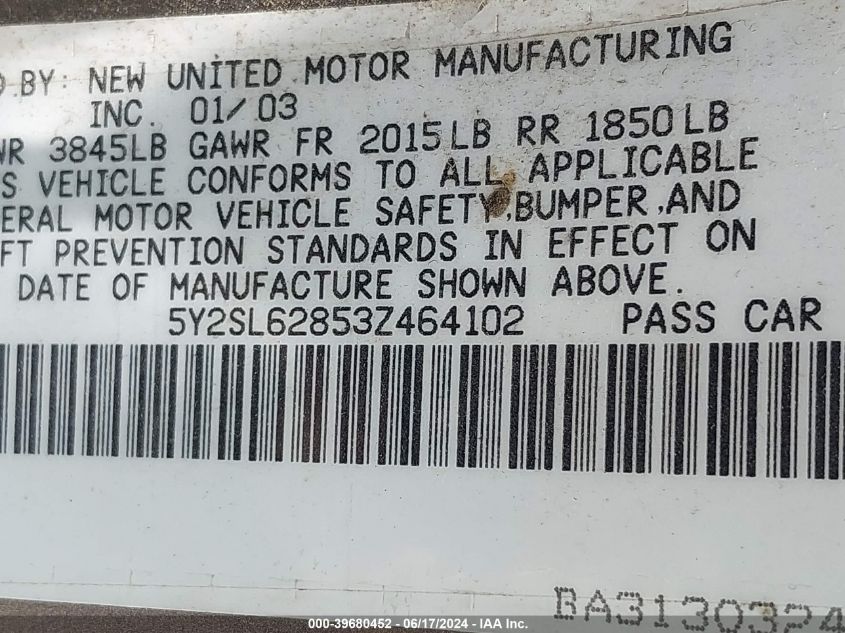 D BY: NEW UNITED MOTOR MANUFACTURING
INC. 01/03
WR 3845LB GAWR FR 2015LB RR 1850LB
S VEHICLE CONFORMS TO ALL APPLICABLE
ERAL MOTOR VEHICLE SAFETY,BUMPER,AND
FT PREVENTION STANDARDS IN EFFECT ON
DATE OF MANUFACTURE SHOWN ABOVE.
5Y2SL62853Z464102 PASS CAR
BA3130324
000-39680452 - 06/17/2024 - IAA Inc.